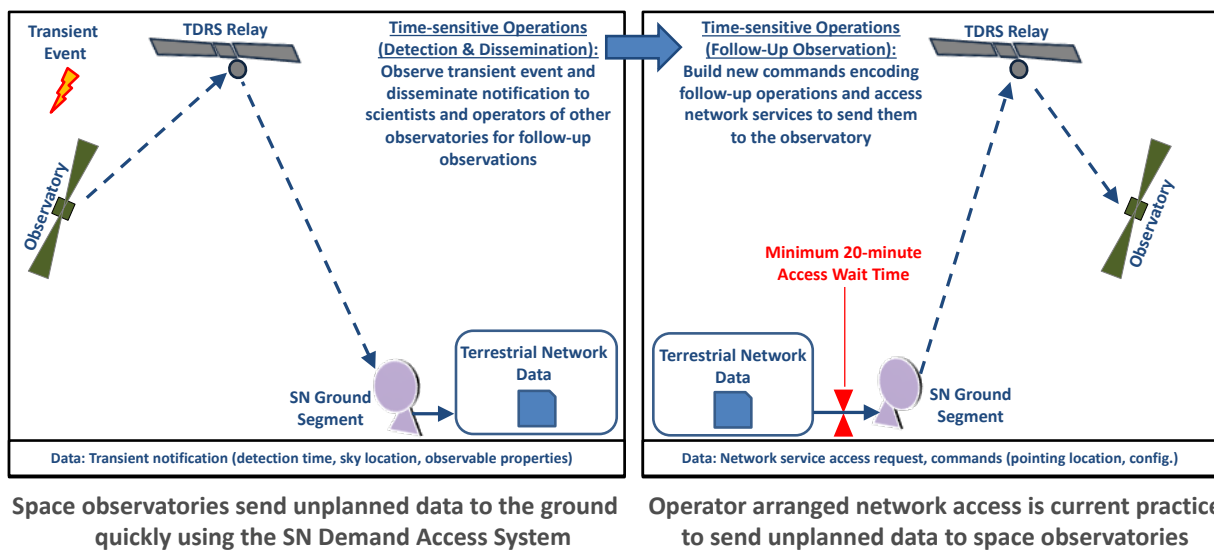 Transient
Event
TDRS Relay
Time-sensitive Operations
(Detection & Dissemination):
Observe transient event and
disseminate notification to
scientists and operators of other
observatories for follow-up
observations
Observatory
SN Ground
Segment
Terrestrial Network
Data
Data: Transient notification (detection time, sky location, observable properties)
Space observatories send unplanned data to the ground
quickly using the SN Demand Access System
Time-sensitive Operations
(Follow-Up Observation):
Build new commands encoding
follow-up operations and access
network services to send them
to the observatory
TDRS Relay
Observatory
Minimum 20-minute
Access Wait Time
Terrestrial Network
Data
SN Ground
Segment
Data: Network service access request, commands (pointing location, config.)
Operator arranged network access is current practice
to send unplanned data to space observatories